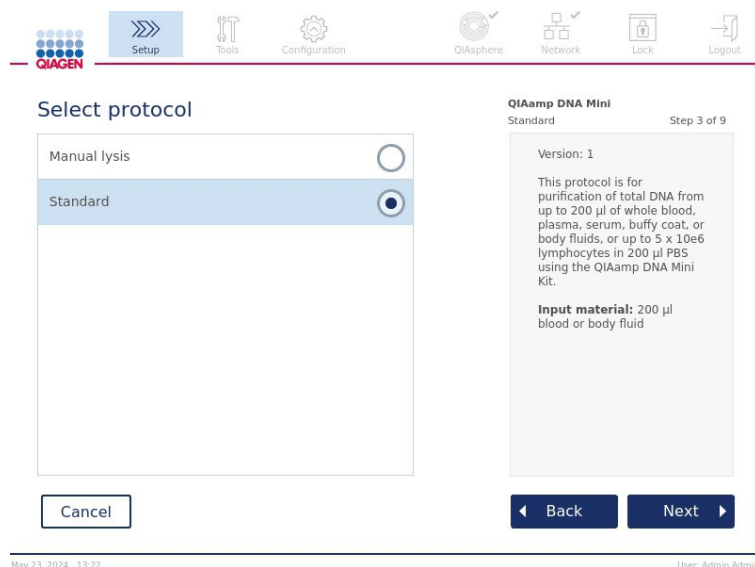 Setup
Tools
Configuration
QIAsphere
Network
Lock
Logout
QIAGEN
Select protocol
Manual lysis
Standard
QIAamp DNA Mini
Standard Step 3 of 9
Version: 1
This protocol is for
purification of total DNA from
up to 200 µl of whole blood,
plasma, serum, buffy coat, or
body fluids, or up to 5 x 10e6
lymphocytes in 200 µl PBS
using the QIAamp DNA Mini
Kit.
Input material: 200 µl
blood or body fluid
Cancel
Back
Next
May 23, 2024 13:22
User: Admin Admin